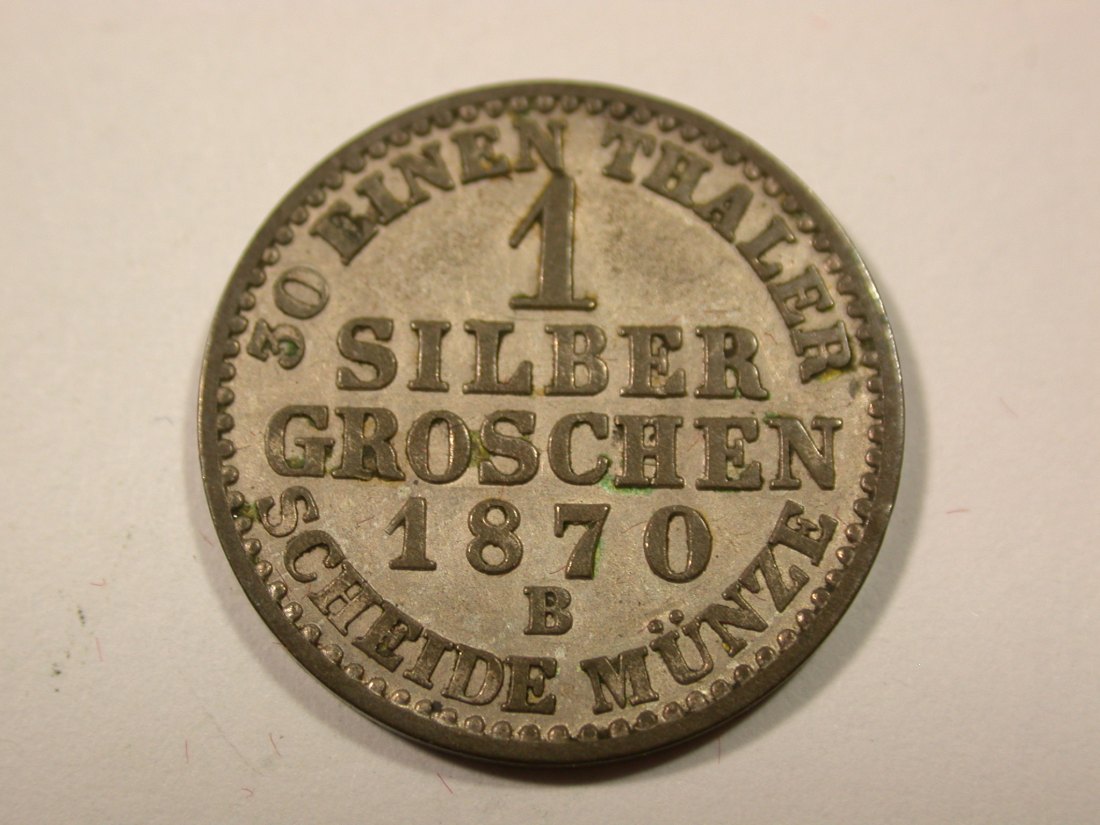 30 EINEN THALER
1
SILBER
GROSCHEN
1870
B
SCHEIDE MÜNZE